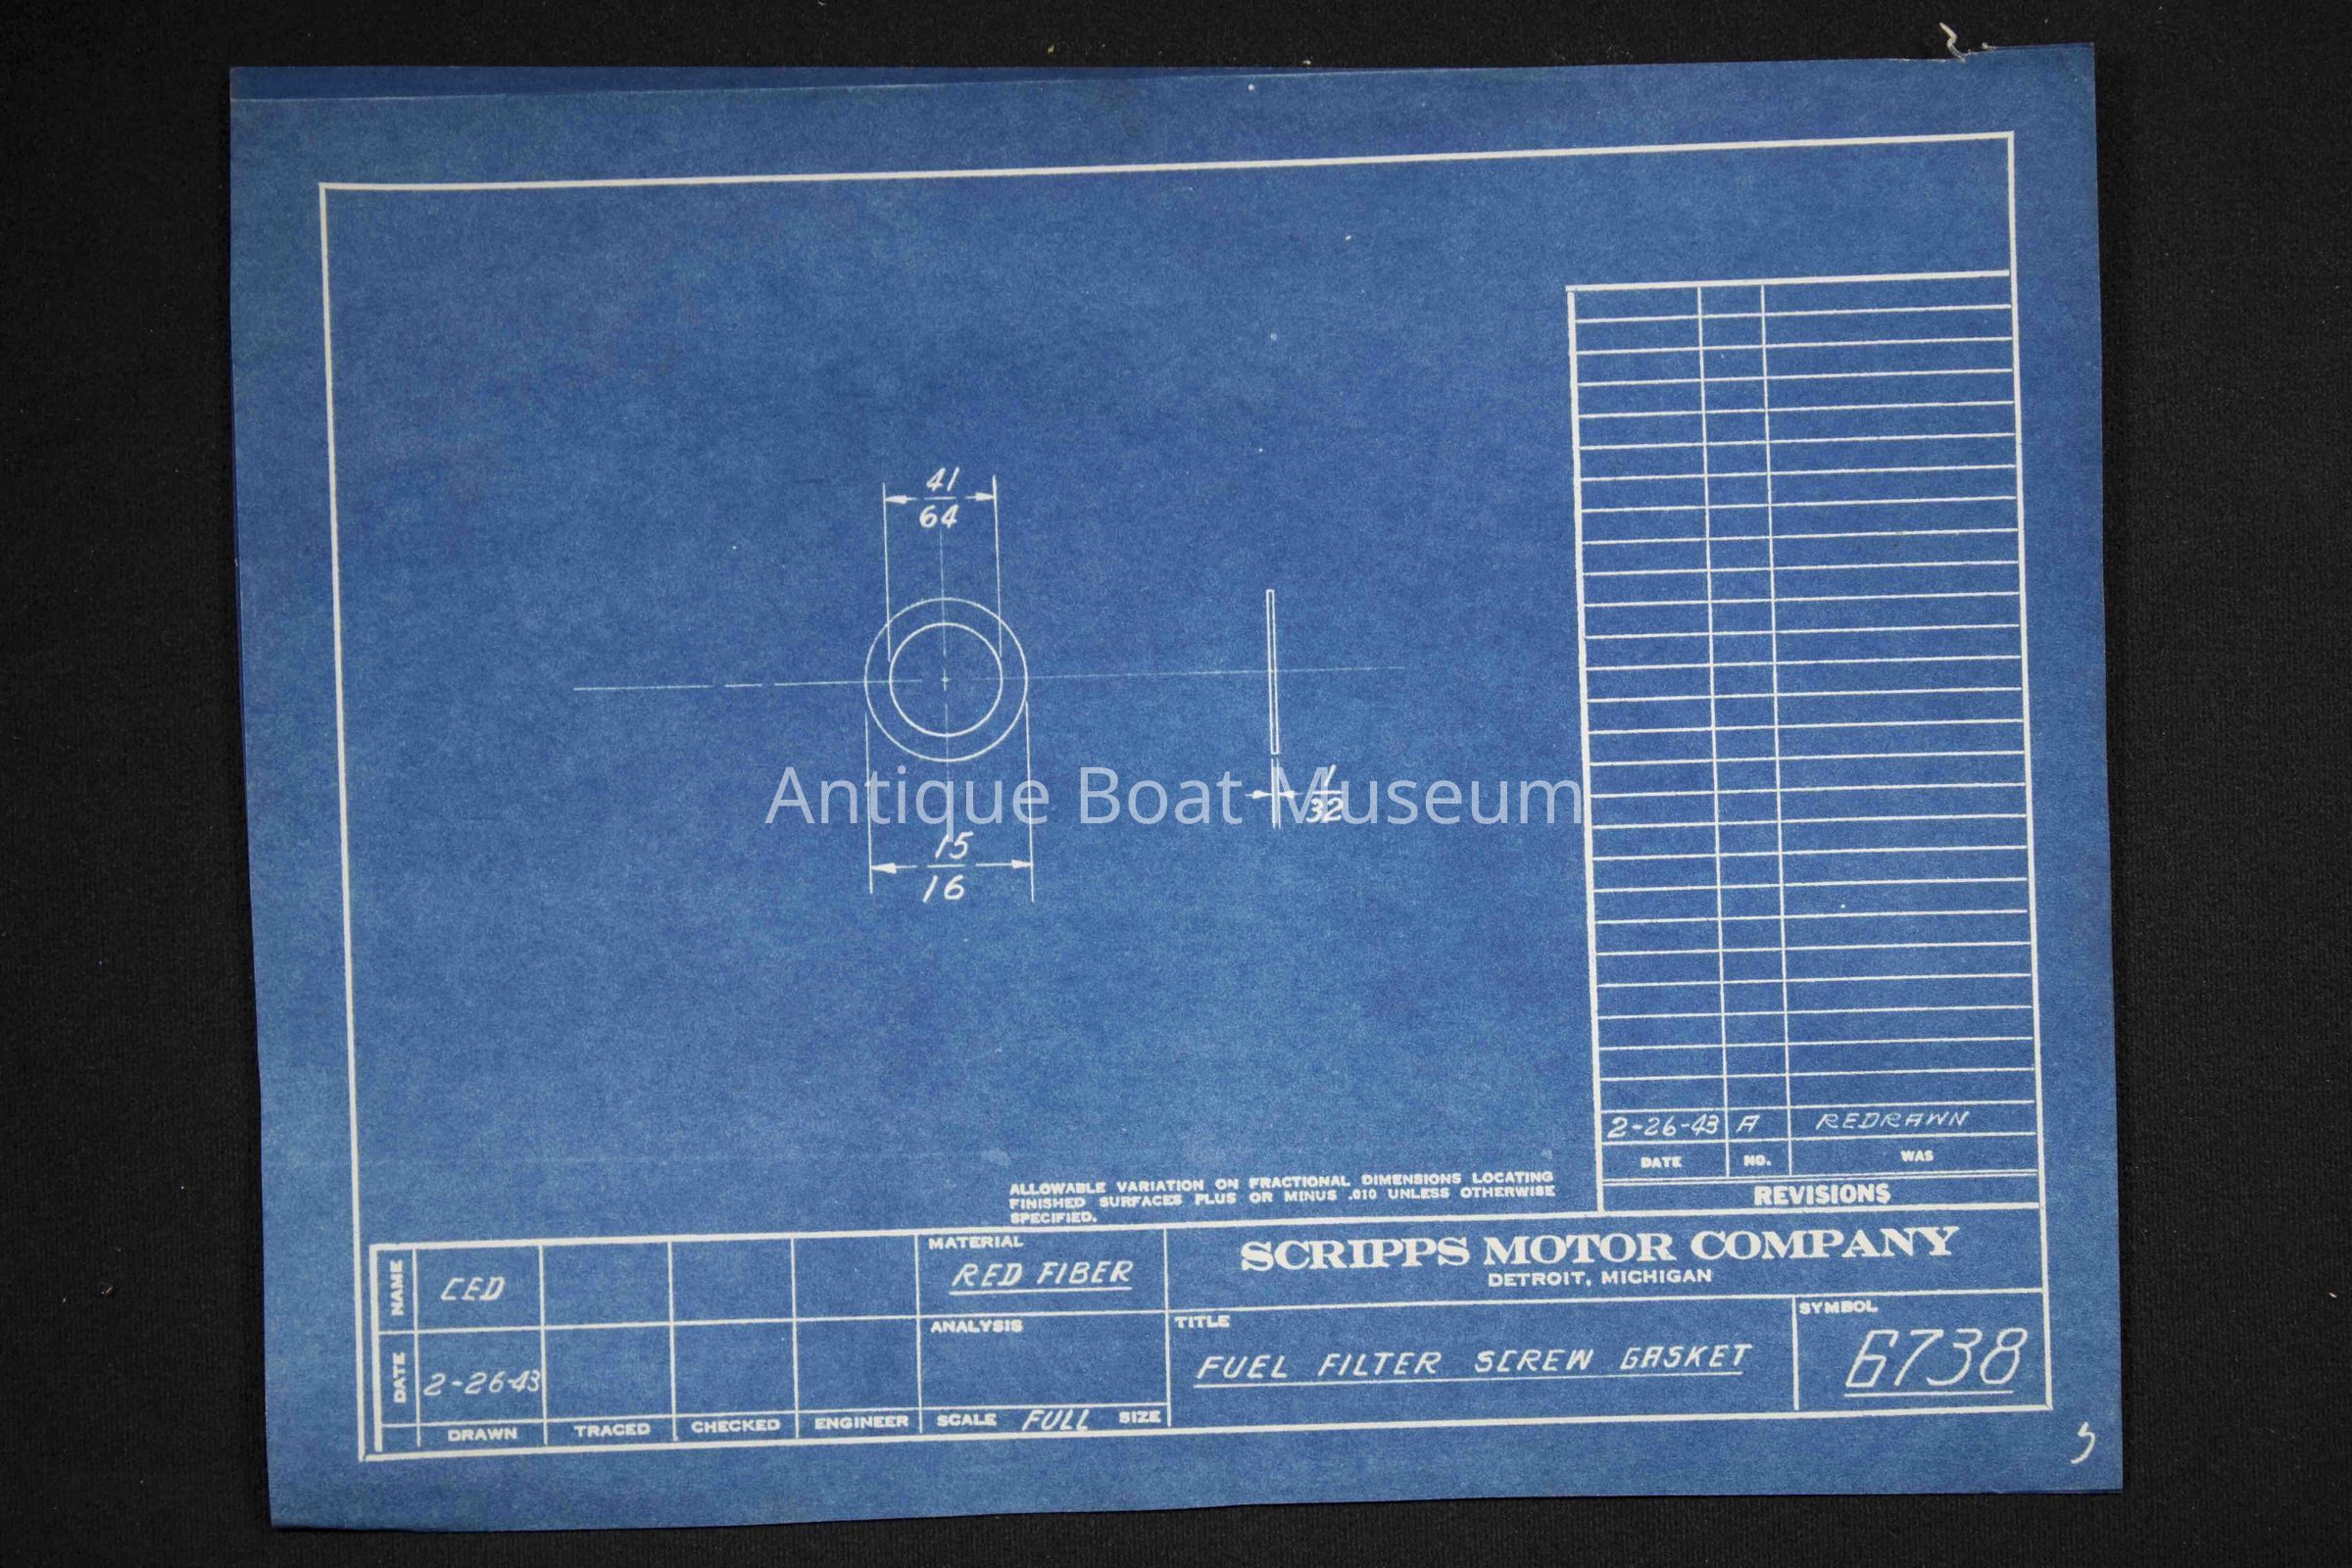 41
64
Antique Boat Museum
1
32
15
16
2-26-43 A REDRAWN
DATE NO. WAS
REVISIONS
ALLOWABLE VARIATION ON FRACTIONAL DIMENSIONS LOCATING
FINISHED SURFACES PLUS OR MINUS .010 UNLESS OTHERWISE
SPECIFIED.
NAME CED
DATE 2-26-43
DRAWN TRACED CHECKED ENGINEER
MATERIAL
RED FIBER
ANALYSIS
SCALE FULL SIZE
SCRIPPS MOTOR COMPANY
DETROIT, MICHIGAN
TITLE
FUEL FILTER SCREW GASKET
SYMBOL
6738